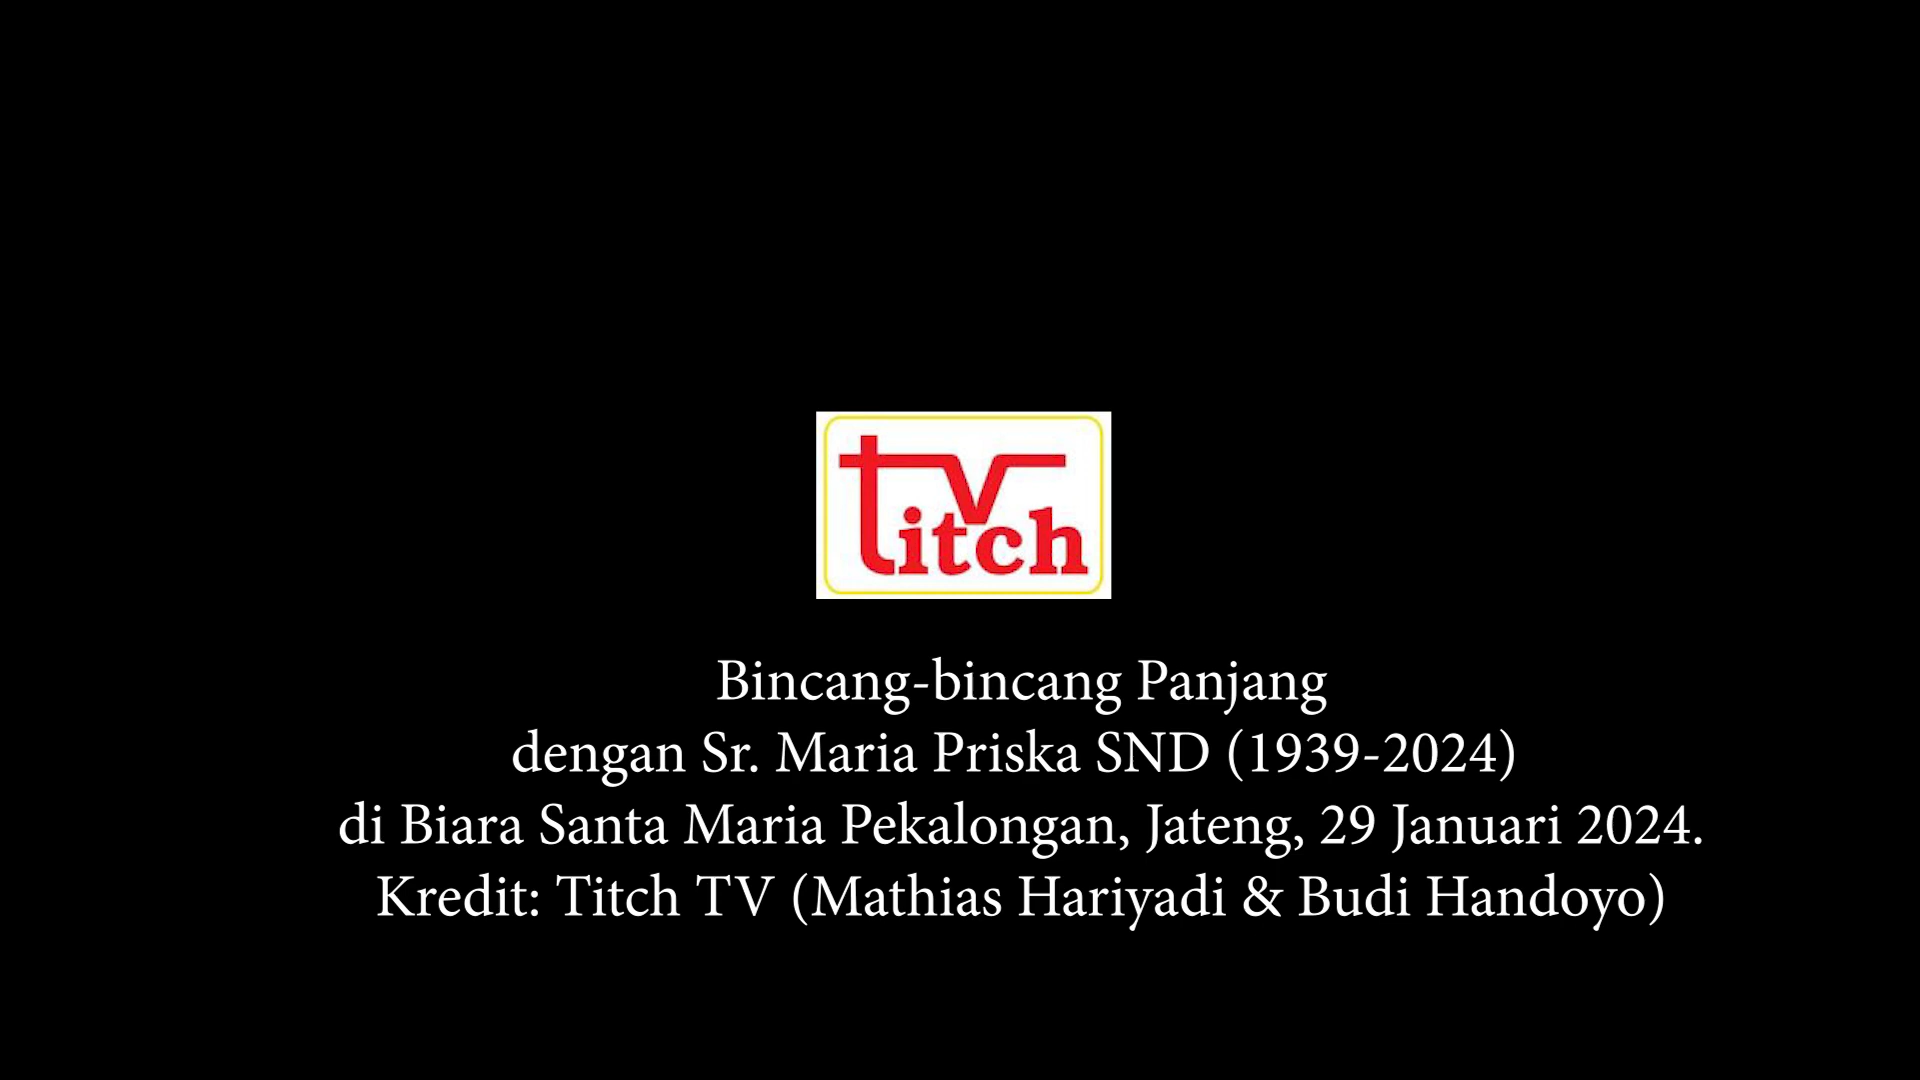 tv
itch
Bincang-bincang Panjang
dengan Sr. Maria Priska SND (1939-2024)
di Biara Santa Maria Pekalongan, Jateng, 29 Januari 2024.
Kredit: Titch TV (Mathias Hariyadi & Budi Handoyo)